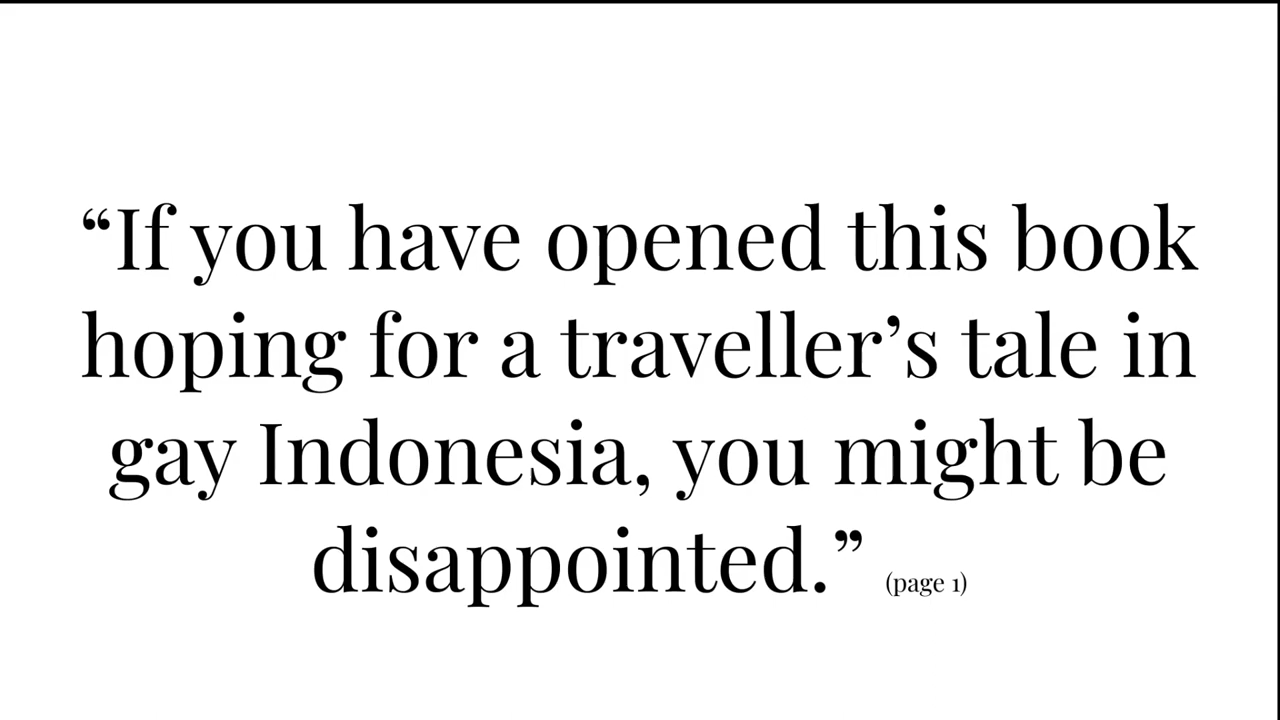 “If you have opened this book
hoping for a traveller’s tale in
gay Indonesia, you might be
disappointed.” (page 1)